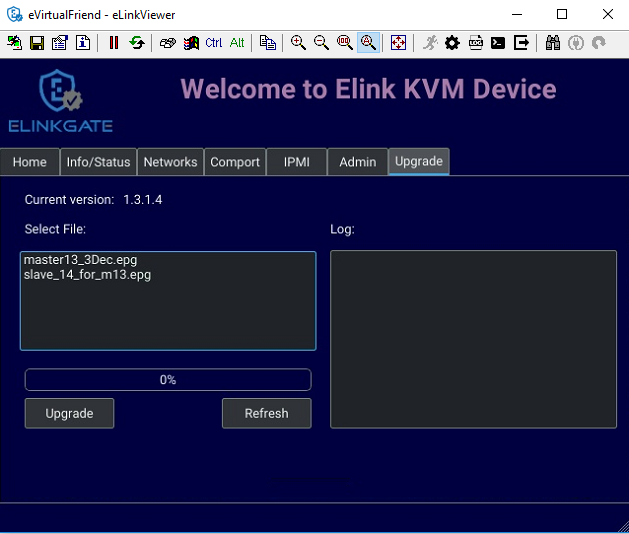 eVirtualFriend - eLinkViewer
Ctrl Alt
Welcome to Elink KVM Device
ELINKGATE
Home Info/Status Networks Comport IPMI Admin Upgrade
Current version: 1.3.1.4
Select File:
Log:
master13_3Dec.epg
slave_14_for_m13.epg
0%
Upgrade Refresh